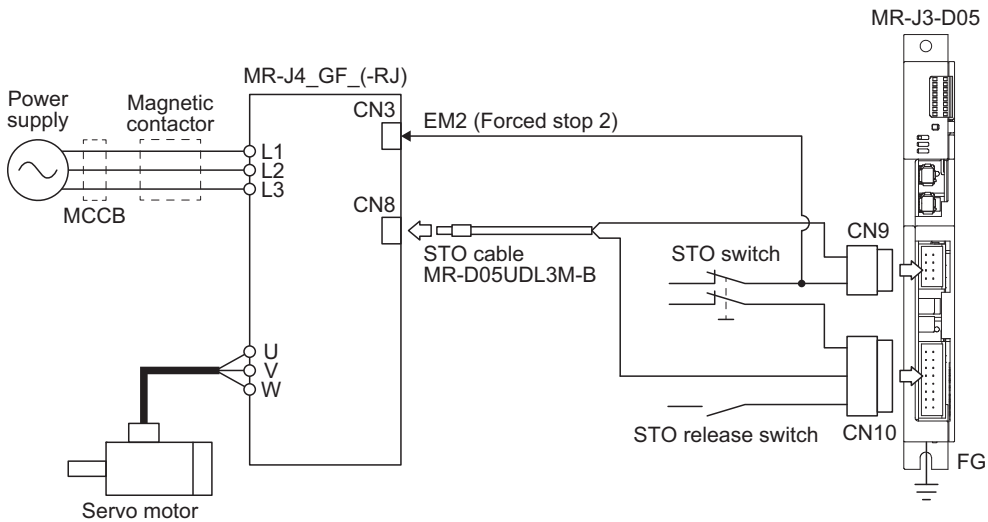 MR-J3-D05
MR-J4_GF_(-RJ)
Power
supply
Magnetic
contactor
CN3
EM2 (Forced stop 2)
L1
L2
L3
MCCB
CN8
STO cable
MR-D05UDL3M-B
STO switch
CN9
U
V
W
STO release switch
CN10
FG
Servo motor